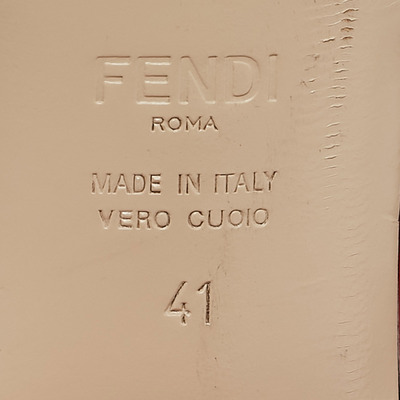 FENDI
ROMA
MADE IN ITALY
VERO CUOIO
41